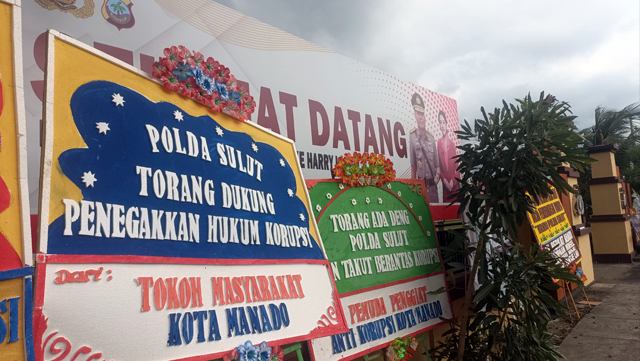 AT DATANG
HARRY
POLDA SULUT
TORANG DUKUNG
PENEGAKKAN HUKUM KORUPSI
DARI:
TOKOH MASYARAKAT
KOTA MANADO
TORANG ADA DENG
POLDA SULUT
TAKUT BERANTAS KORUPSI
PEMUDA PENGGIAT
ANTI KORUPSI KOTA MANADO